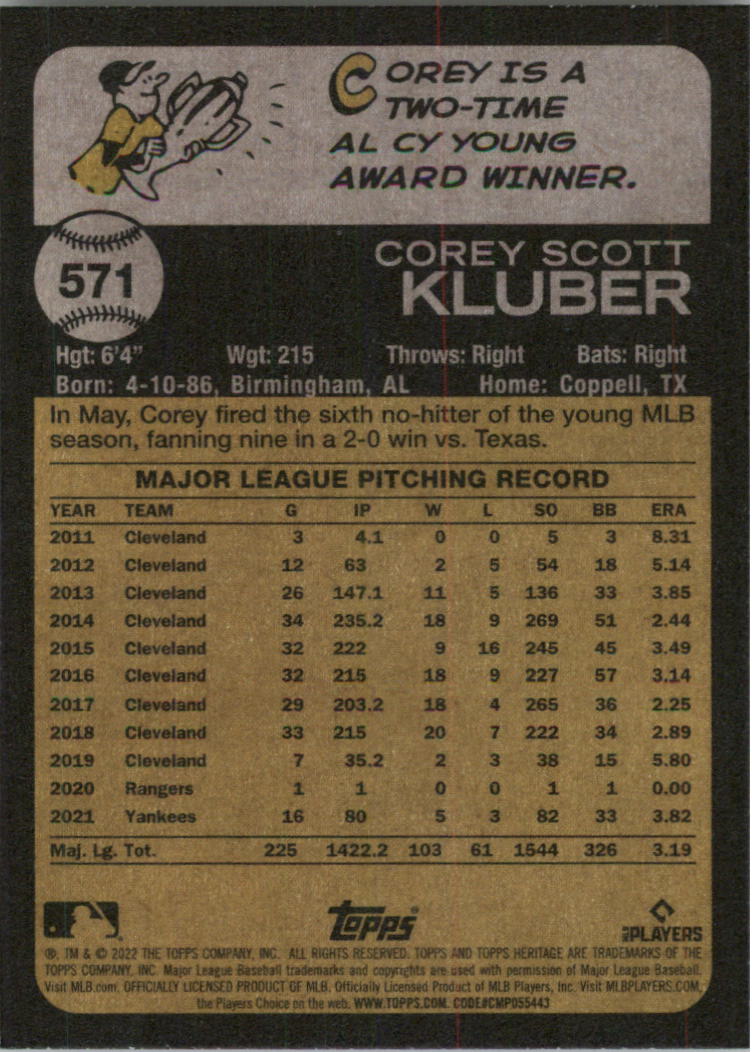 COREY IS A
TWO-TIME
AL CY YOUNG
AWARD WINNER.
571
COREY SCOTT
KLUBER
Hgt: 6'4" Wgt: 215 Throws: Right Bats: Right
Born: 4-10-86, Birmingham, AL Home: Coppell, TX
In May, Corey fired the sixth no-hitter of the young MLB
season, fanning nine in a 2-0 win vs. Texas.
MAJOR LEAGUE PITCHING RECORD
YEAR TEAM G IP W L SO BB ERA
2011 Cleveland 3 4.1 0 0 5 3 8.31
2012 Cleveland 12 63 2 5 54 18 5.14
2013 Cleveland 26 147.1 11 5 136 33 3.85
2014 Cleveland 34 235.2 18 9 269 51 2.44
2015 Cleveland 32 222 9 16 245 45 3.49
2016 Cleveland 32 215 18 9 227 57 3.14
2017 Cleveland 29 203.2 18 4 265 36 2.25
2018 Cleveland 33 215 20 7 222 34 2.89
2019 Cleveland 7 35.2 2 3 38 15 5.80
2020 Rangers 1 1 0 0 1 1 0.00
2021 Yankees 16 80 5 3 82 33 3.82
Maj. Lg. Tot. 225 1422.2 103 61 1544 326 3.19
Topps
MLB PLAYERS
®, TM & © 2022 THE TOPPS COMPANY, INC. ALL RIGHTS RESERVED. TOPPS AND TOPPS HERITAGE ARE TRADEMARKS OF THE
TOPPS COMPANY, INC. Major League Baseball trademarks and copyrights are used with permission of Major League Baseball.
Visit MLB.com. OFFICIALLY LICENSED PRODUCT OF MLB. Officially Licensed Product of MLB Players, Inc. Visit MLBPLAYERS.COM,
the Players Choice on the web. WWW.TOPPS.COM. CODE#CMP055443